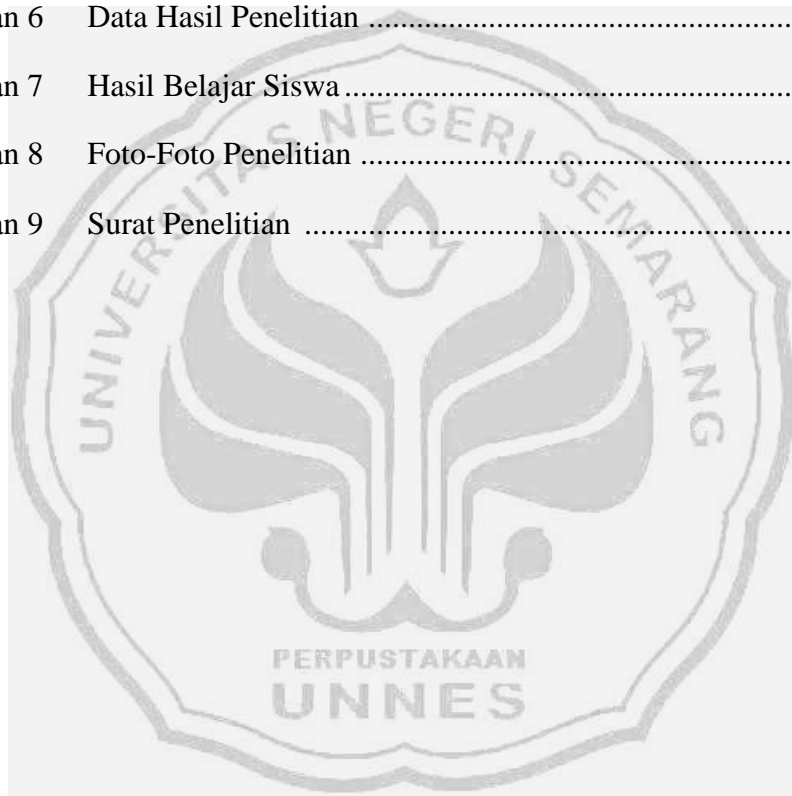 an 6 Data Hasil Penelitian ............................................................
an 7 Hasil Belajar Siswa ............................................................
an 8 Foto-Foto Penelitian ............................................................
an 9 Surat Penelitian ............................................................
UNIVERSITAS NEGERI SEMARANG
PERPUSTAKAAN
UNNES